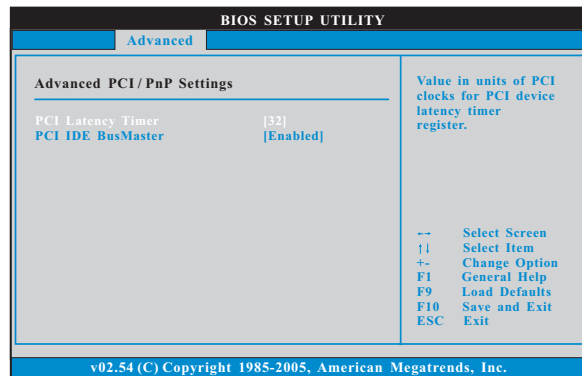 BIOS SETUP UTILITY
Advanced
Advanced PCI / PnP Settings
PCI Latency Timer [32]
PCI IDE BusMaster [Enabled]
Value in units of PCI
clocks for PCI device
latency timer
register.
←→ Select Screen
↑↓ Select Item
+- Change Option
F1 General Help
F9 Load Defaults
F10 Save and Exit
ESC Exit
v02.54 (C) Copyright 1985-2005, American Megatrends, Inc.